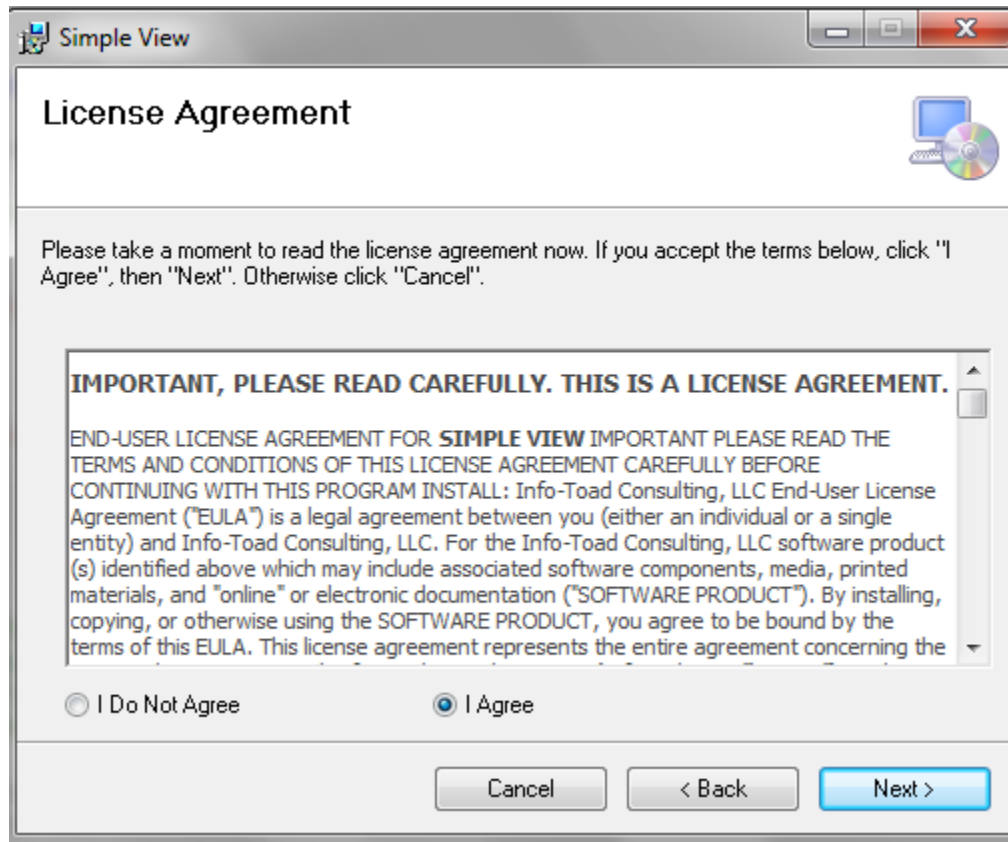 Simple View
License Agreement
Please take a moment to read the license agreement now. If you accept the terms below, click "I
Agree", then "Next". Otherwise click "Cancel".
IMPORTANT, PLEASE READ CAREFULLY. THIS IS A LICENSE AGREEMENT.
END-USER LICENSE AGREEMENT FOR SIMPLE VIEW IMPORTANT PLEASE READ THE
TERMS AND CONDITIONS OF THIS LICENSE AGREEMENT CAREFULLY BEFORE
CONTINUING WITH THIS PROGRAM INSTALL: Info-Toad Consulting, LLC End-User License
Agreement ("EULA") is a legal agreement between you (either an individual or a single
entity) and Info-Toad Consulting, LLC. For the Info-Toad Consulting, LLC software product
(s) identified above which may include associated software components, media, printed
materials, and "online" or electronic documentation ("SOFTWARE PRODUCT"). By installing,
copying, or otherwise using the SOFTWARE PRODUCT, you agree to be bound by the
terms of this EULA. This license agreement represents the entire agreement concerning the
I Do Not Agree
I Agree
Cancel
< Back
Next >